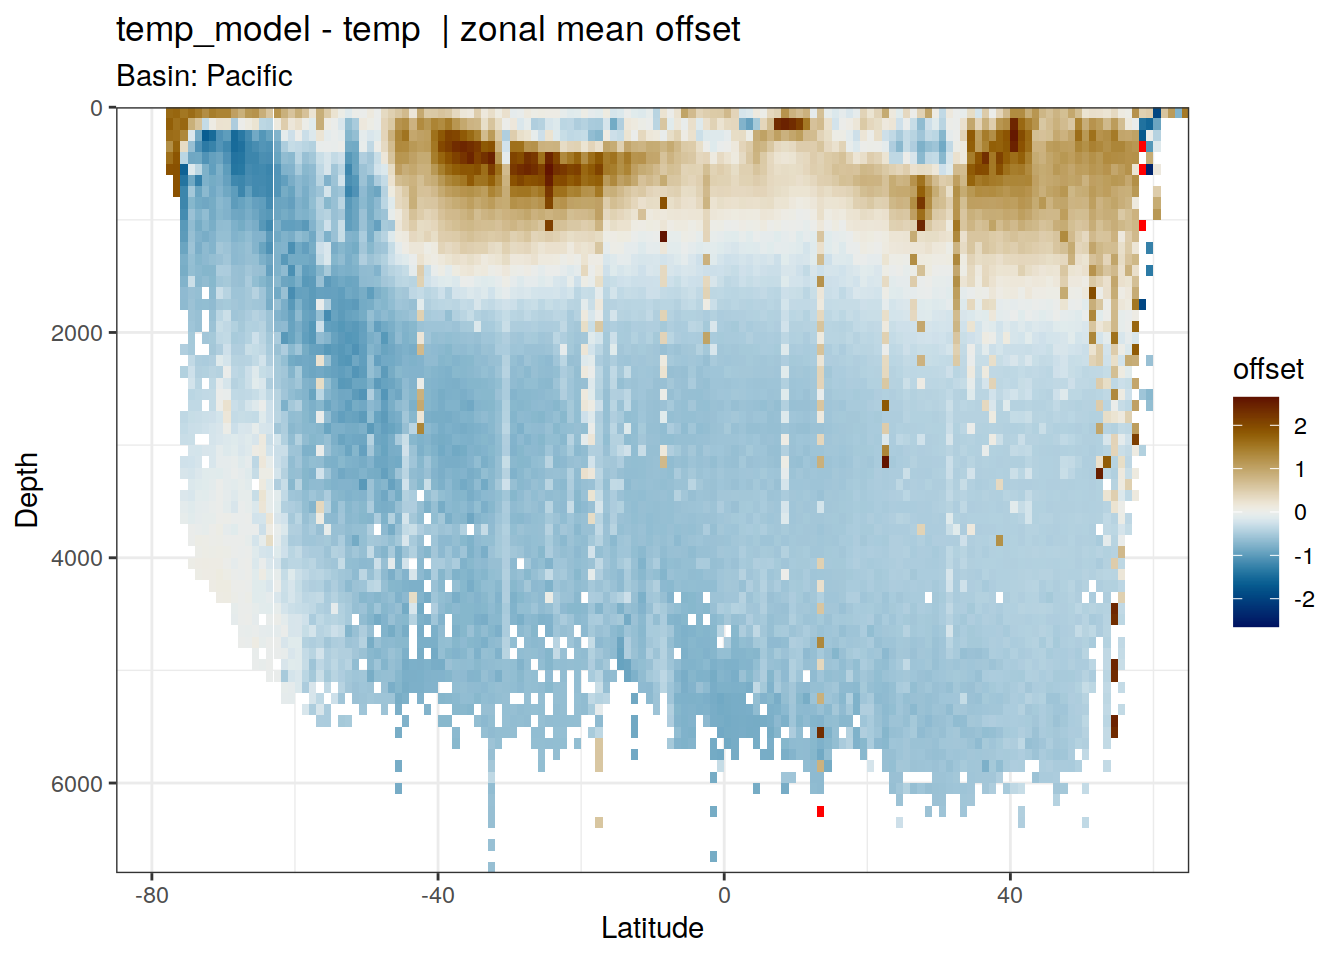 temp_model - temp  | zonal mean offset
Basin: Pacific
0
2000
4000
6000
Depth
-80
-40
0
40
Latitude
offset
2
1
0
-1
-2